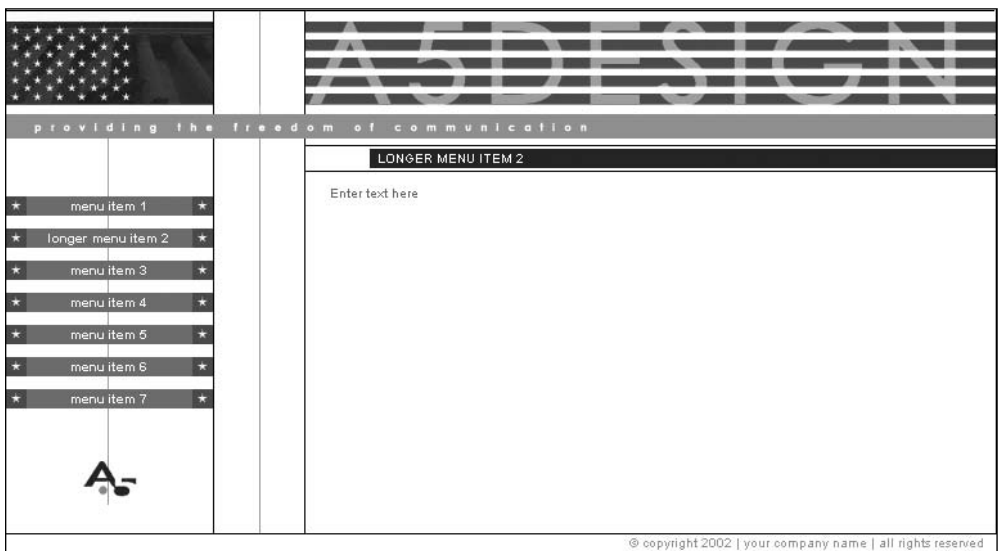 A5DESIGN
providing the freedom of communication
LONGER MENU ITEM 2
Enter text here
menu item 1
longer menu item 2
menu item 3
menu item 4
menu item 5
menu item 6
menu item 7
A5
© copyright 2002 | your company name | all rights reserved